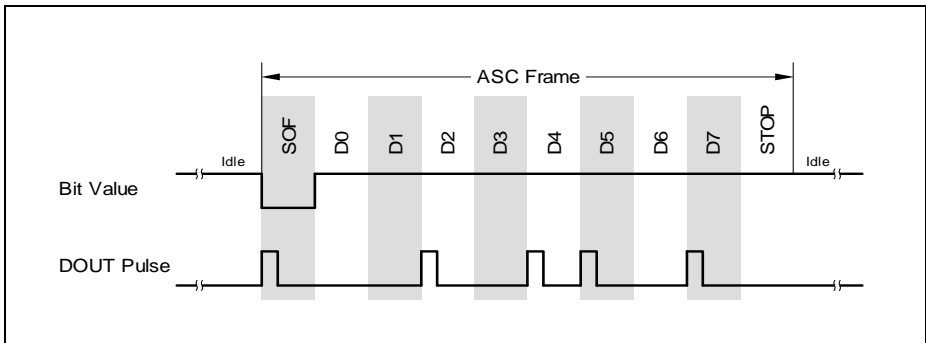 ASC Frame
Idle SOF D0 D1 D2 D3 D4 D5 D6 D7 STOP Idle
Bit Value
DOUT Pulse